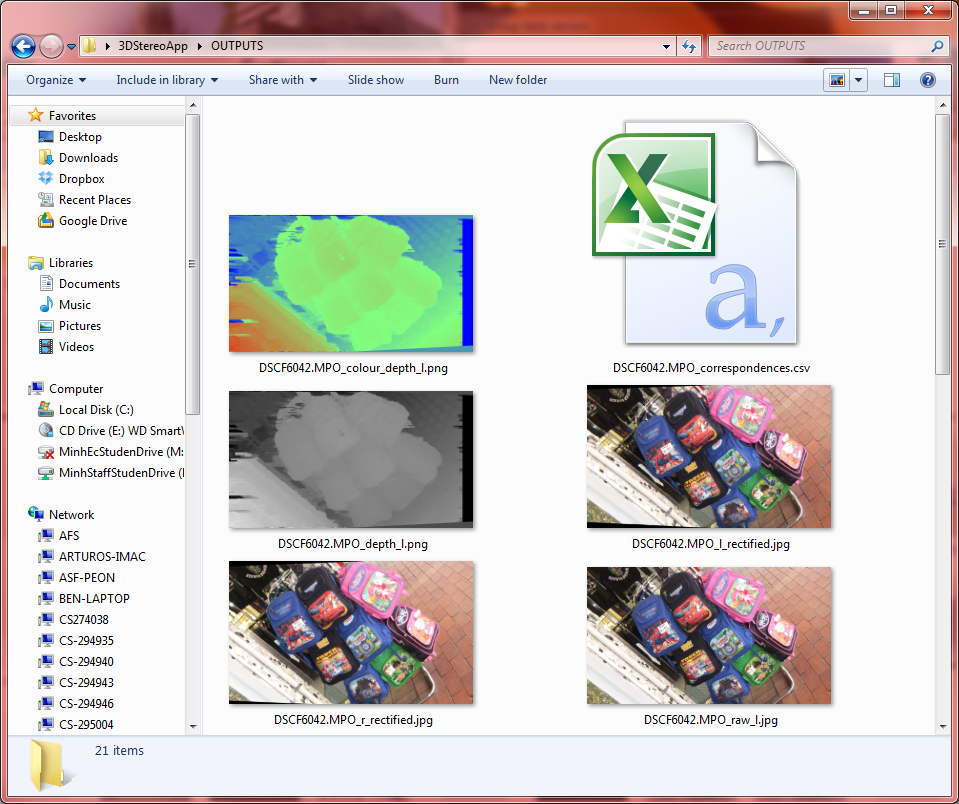 3DStereoApp OUTPUTS
Search OUTPUTS
Organize Include in library Share with Slide show Burn New folder
Favorites
Desktop
Downloads
Dropbox
Recent Places
Google Drive
Libraries
Documents
Music
Pictures
Videos
Computer
Local Disk (C:)
CD Drive (E:) WD SmartW
MinhEcStudenDrive (M:
MinhStaffStudenDrive (
Network
AFS
ARTUROS-IMAC
ASF-PEON
BEN-LAPTOP
CS274038
CS-294935
CS-294940
CS-294943
CS-294946
CS-295004
a,
DSCF6042.MPO_colour_depth_l.png
DSCF6042.MPO_correspondences.csv
DSCF6042.MPO_depth_l.png
DSCF6042.MPO_l_rectified.jpg
DSCF6042.MPO_r_rectified.jpg
DSCF6042.MPO_raw_l.jpg
21 items